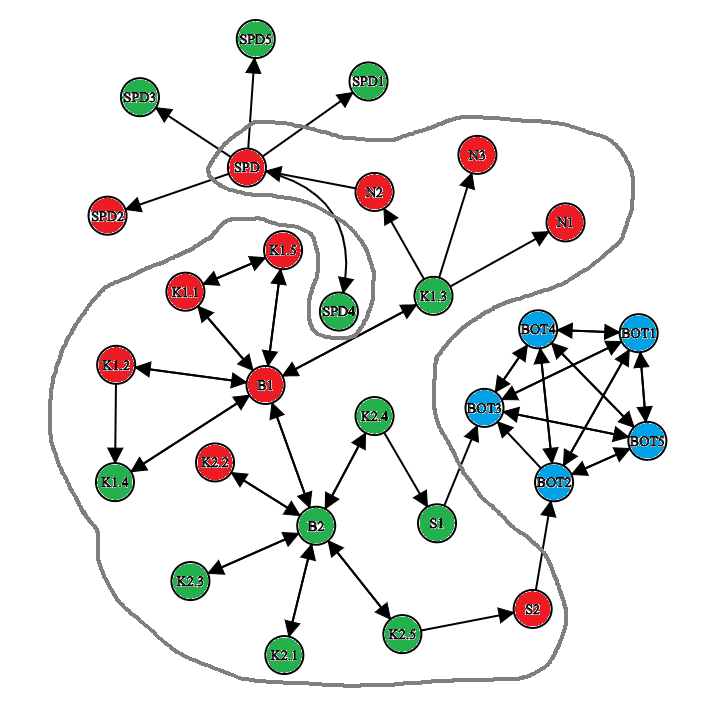 SPD5
SPD1
SPD3
N3
SPD
N2
SPD2
N1
K1.5
K1.1
K1.3
SPD4
BOT4
BOT1
K1.2
B1
BOT3
K2.4
BOT5
K2.2
K1.4
BOT2
S1
B2
K2.3
S2
K2.5
K2.1